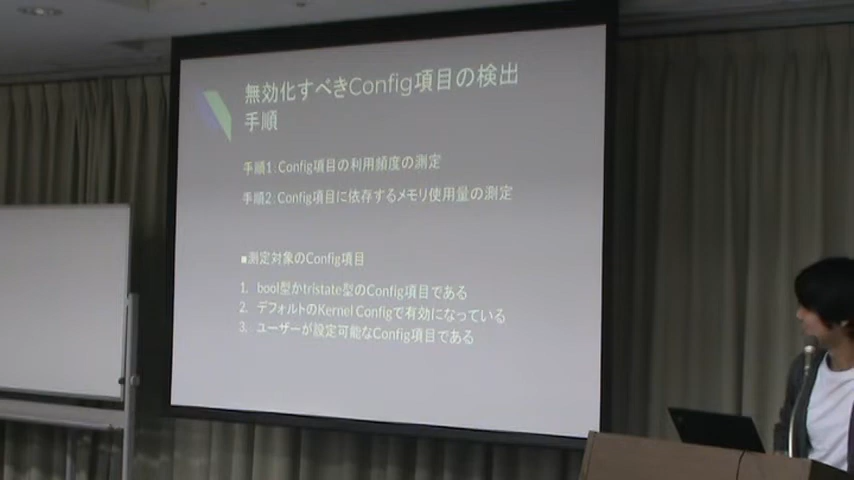 無効化すべきConfig項目の検出
手順
手順1：Config項目の利用頻度の測定
手順2：Config項目に依存するメモリ使用量の測定
■測定対象のConfig項目
1. bool型かtristate型のConfig項目である
2. デフォルトのKernel Configで有効になっている
3. ユーザーが設定可能なConfig項目である